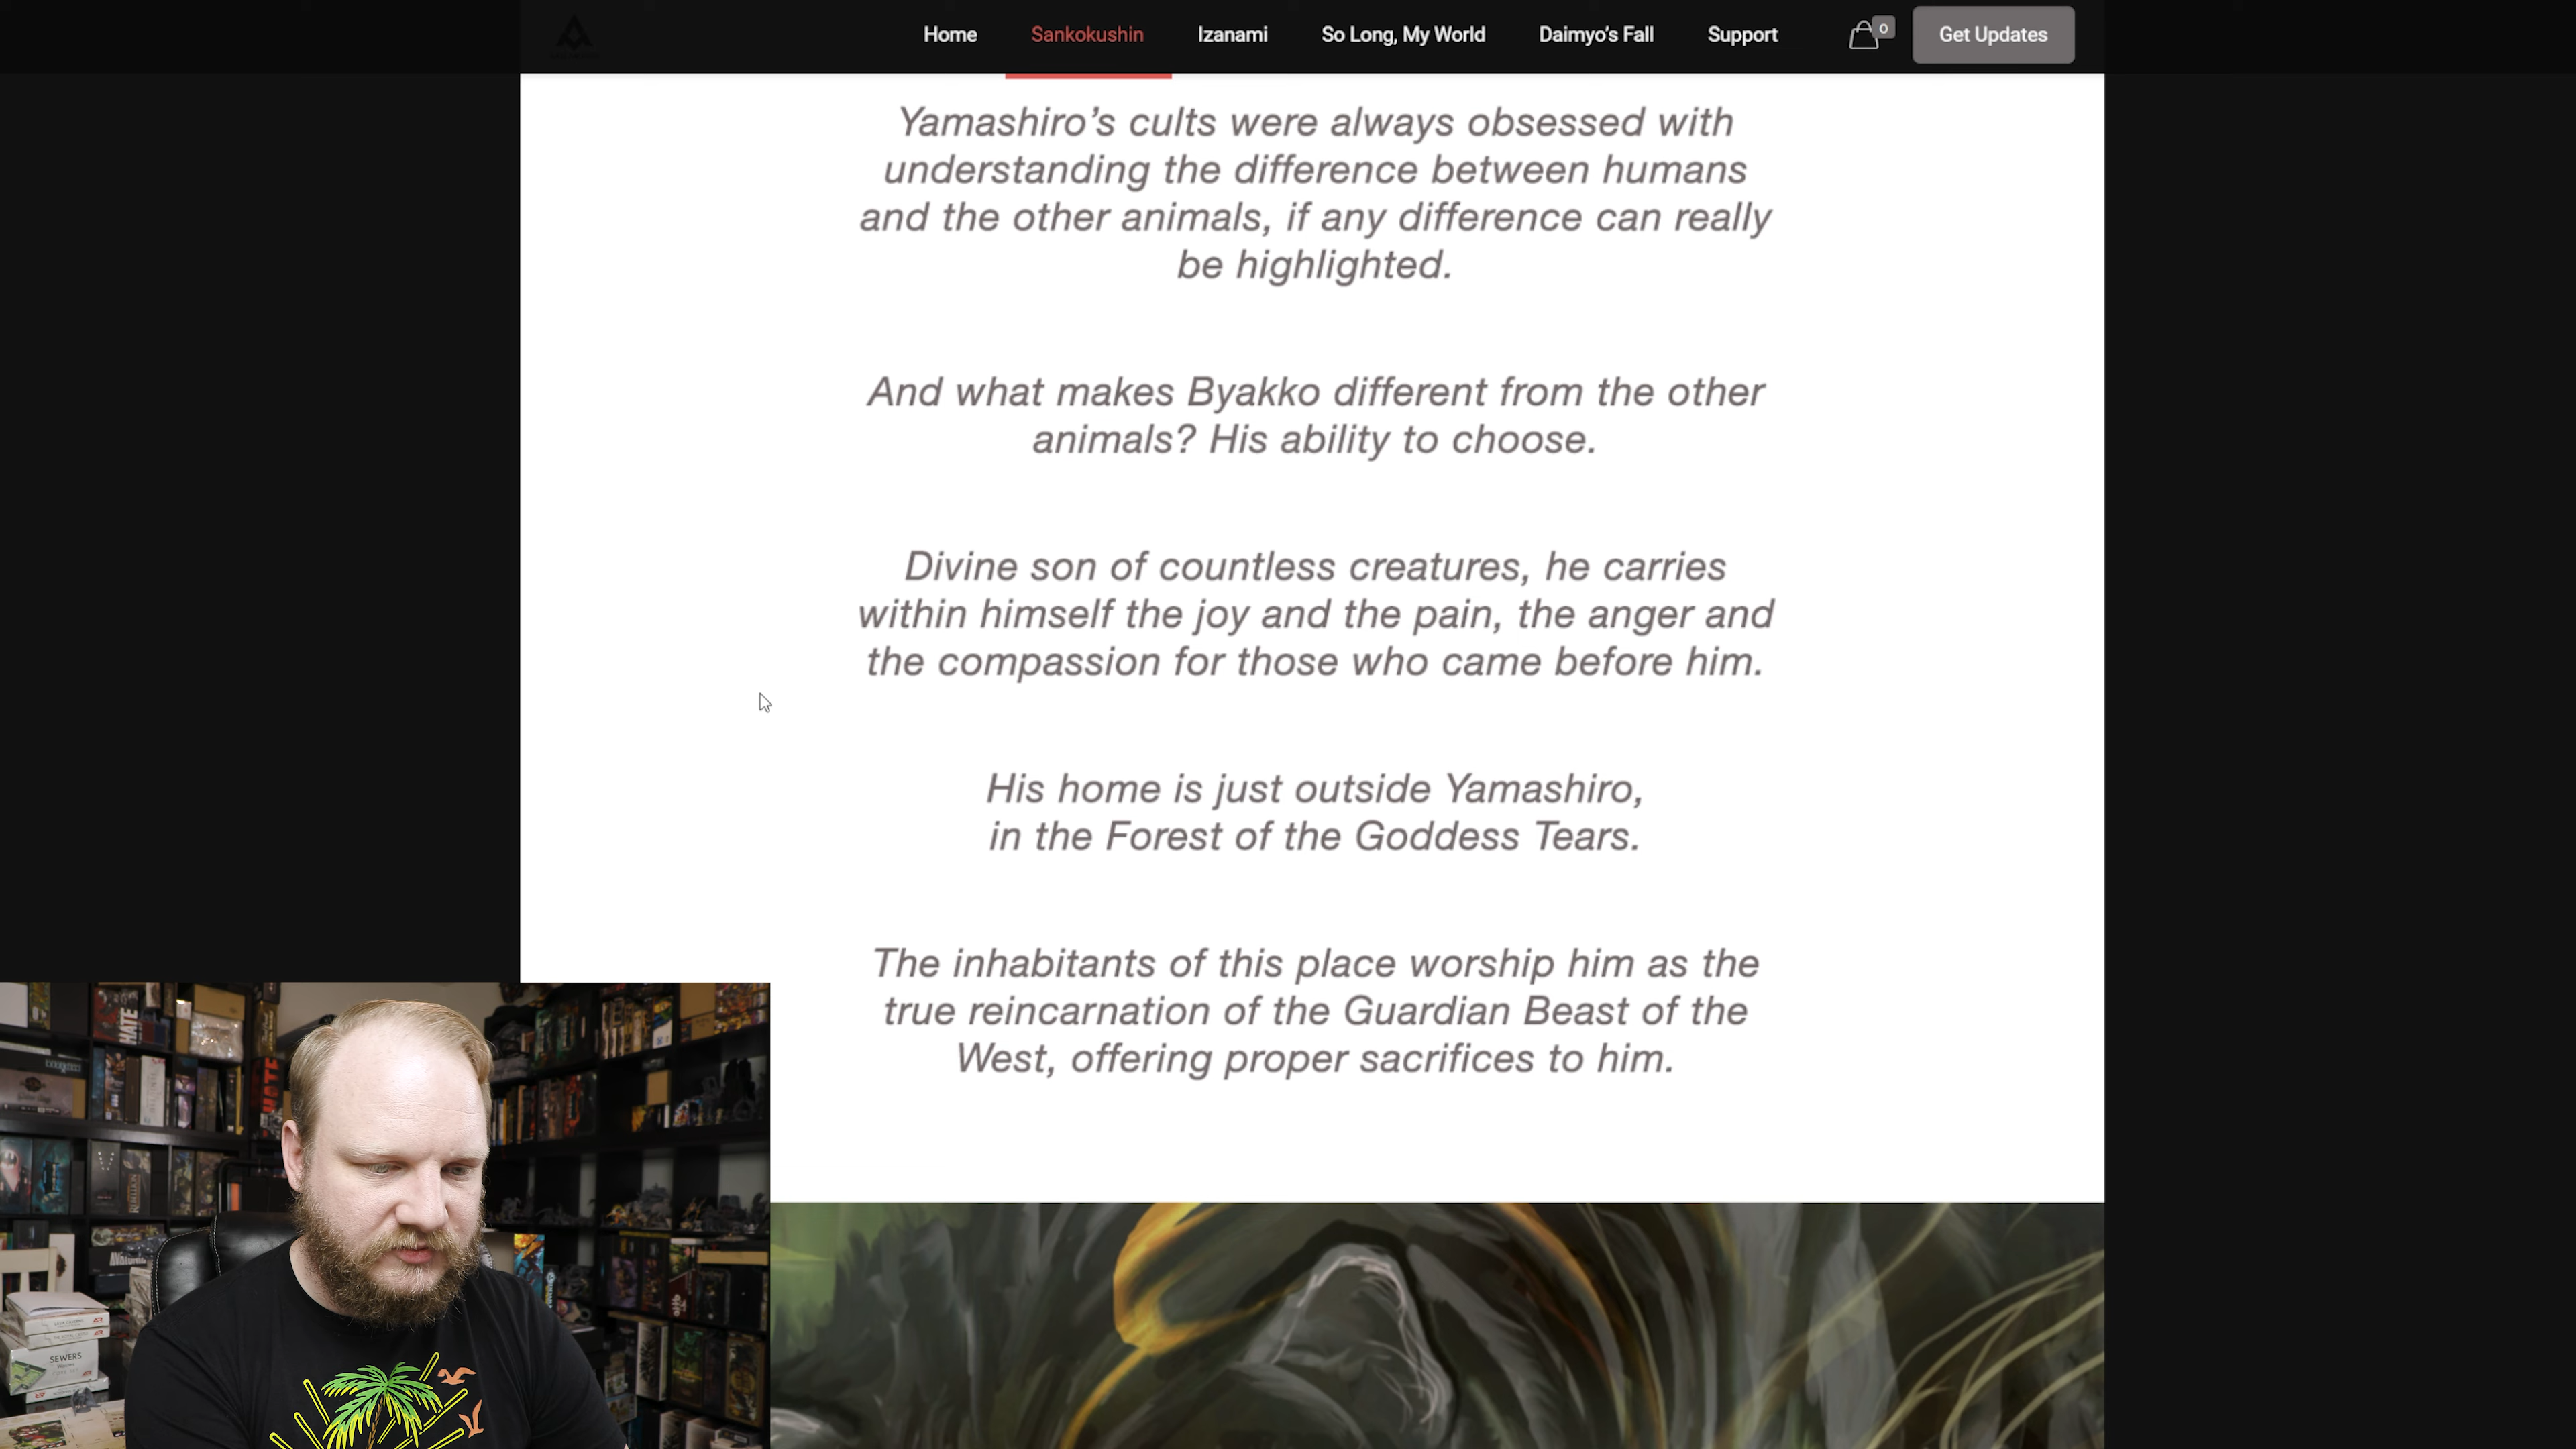 Home Sankokushin Izanami So Long, My World Daimyo's Fall Support 0 Get Updates
Yamashiro's cults were always obsessed with
understanding the difference between humans
and the other animals, if any difference can really
be highlighted.
And what makes Byakko different from the other
animals? His ability to choose.
Divine son of countless creatures, he carries
within himself the joy and the pain, the anger and
the compassion for those who came before him.
His home is just outside Yamashiro,
in the Forest of the Goddess Tears.
The inhabitants of this place worship him as the
true reincarnation of the Guardian Beast of the
West, offering proper sacrifices to him.
HATE
HATE
SEWERS